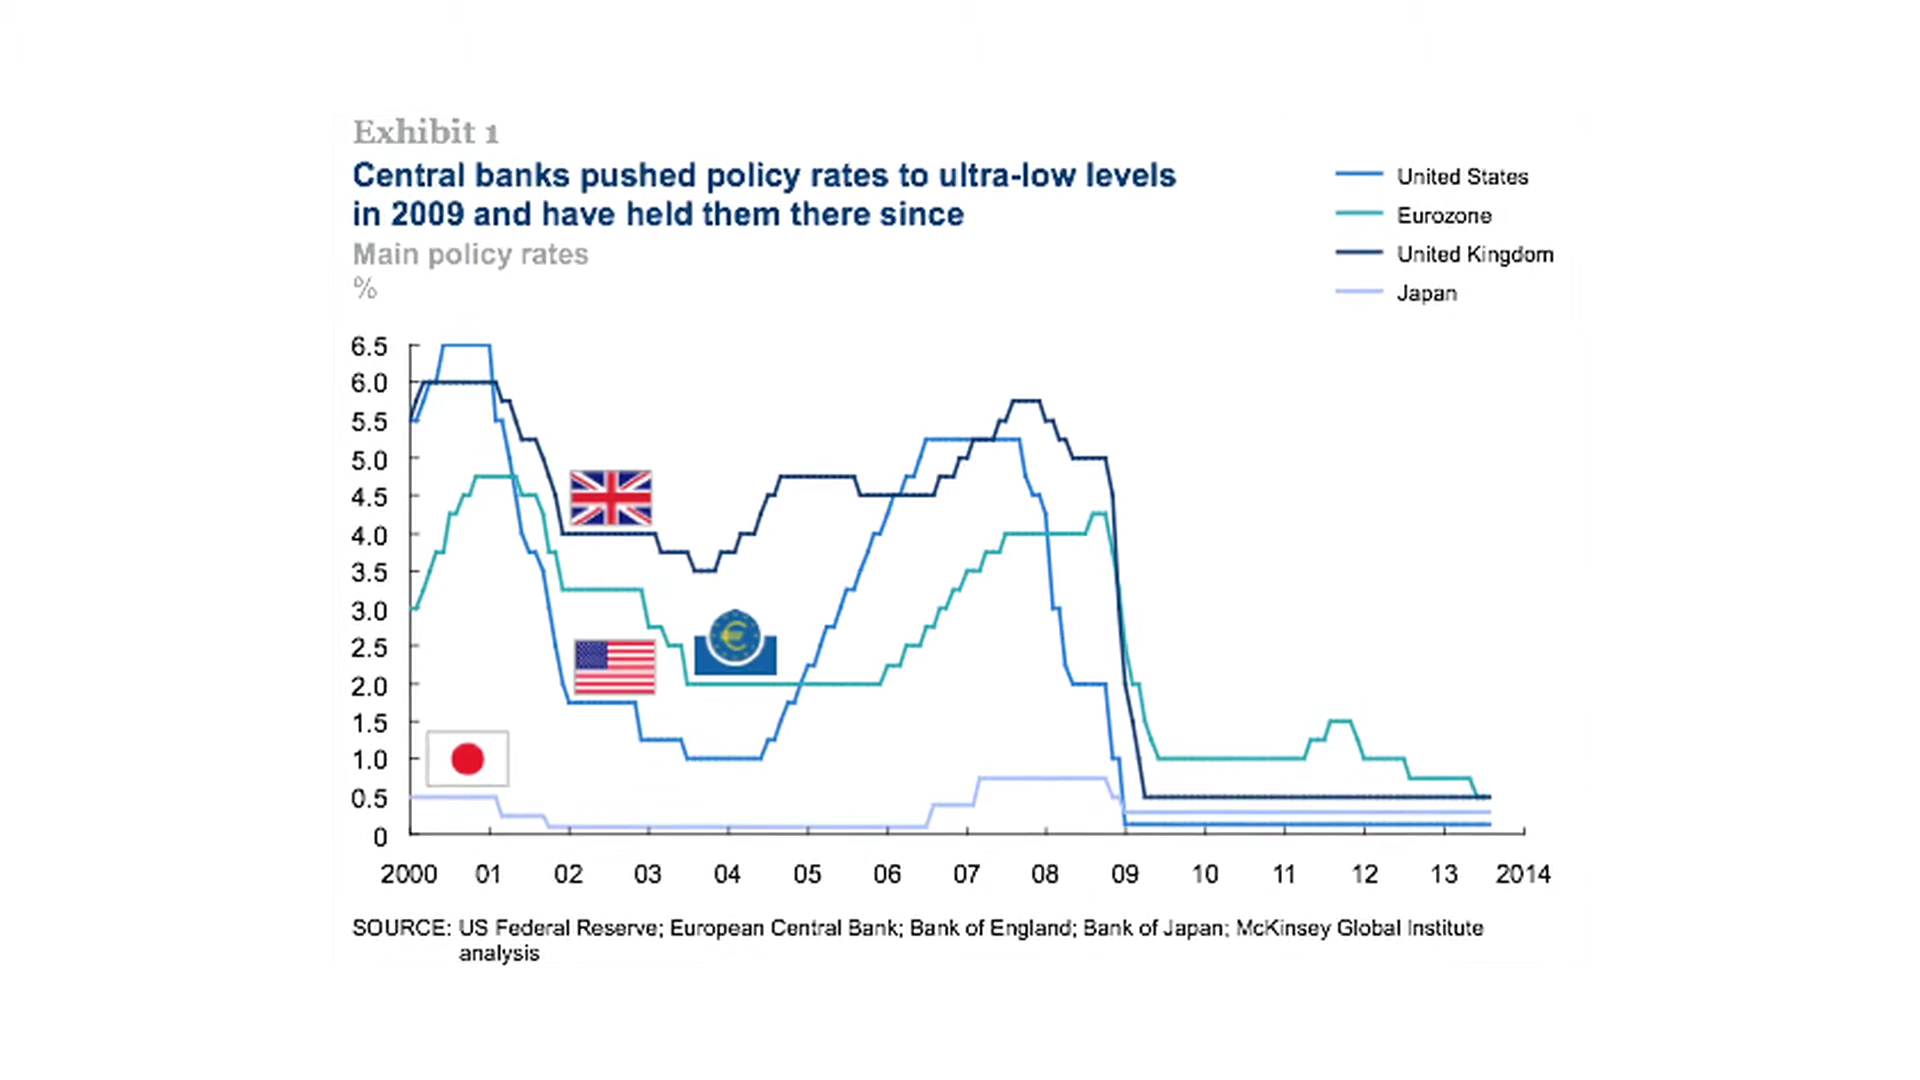 Exhibit 1
Central banks pushed policy rates to ultra-low levels
in 2009 and have held them there since
Main policy rates
%
United States
Eurozone
United Kingdom
Japan
6.5
6.0
5.5
5.0
4.5
4.0
3.5
3.0
2.5
2.0
1.5
1.0
0.5
0
2000 01 02 03 04 05 06 07 08 09 10 11 12 13 2014
SOURCE: US Federal Reserve; European Central Bank; Bank of England; Bank of Japan; McKinsey Global Institute
analysis